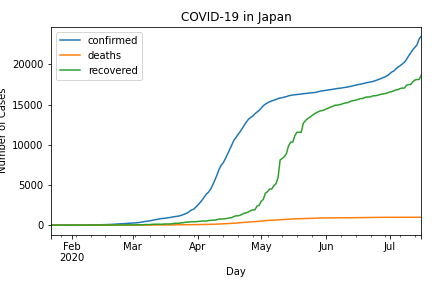 COVID-19 in Japan
confirmed
deaths
recovered
Number of Cases
20000
15000
10000
5000
0
Feb Mar Apr May Jun Jul
2020
Day